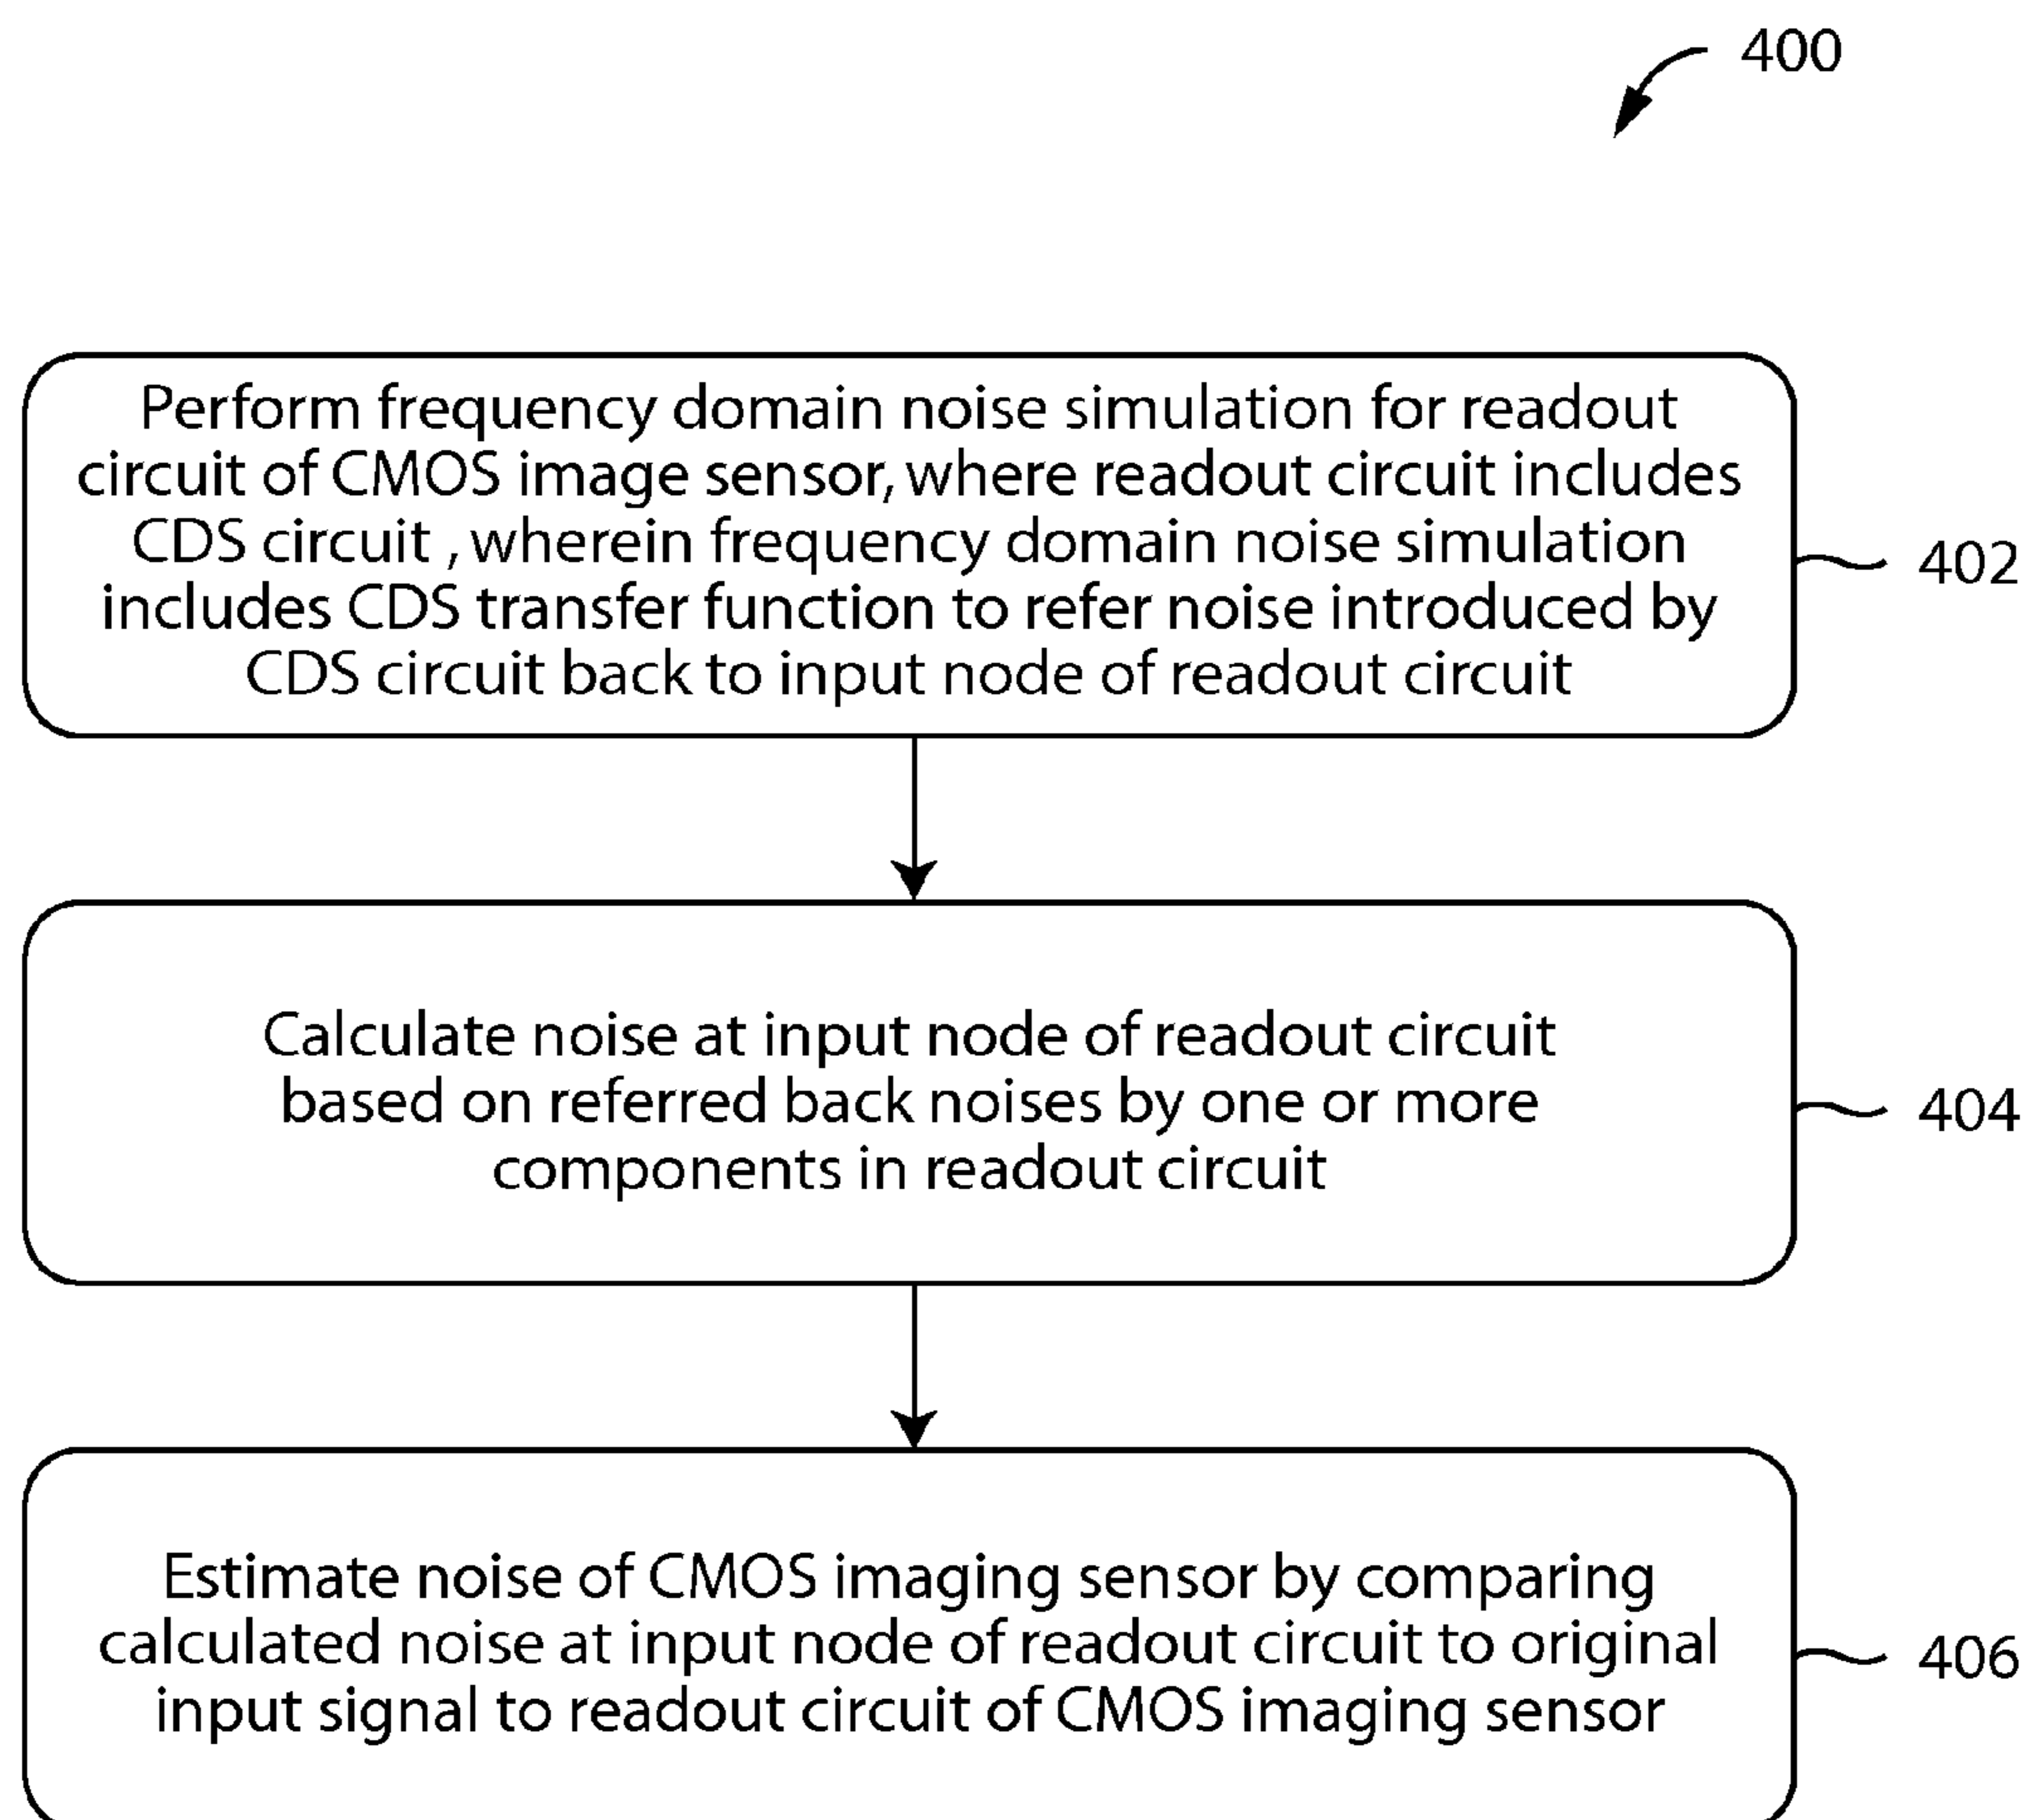 400
Perform frequency domain noise simulation for readout
circuit of CMOS image sensor, where readout circuit includes
CDS circuit , wherein frequency domain noise simulation
includes CDS transfer function to refer noise introduced by
CDS circuit back to input node of readout circuit
402
Calculate noise at input node of readout circuit
based on referred back noises by one or more
components in readout circuit
404
Estimate noise of CMOS imaging sensor by comparing
calculated noise at input node of readout circuit to original
input signal to readout circuit of CMOS imaging sensor
406